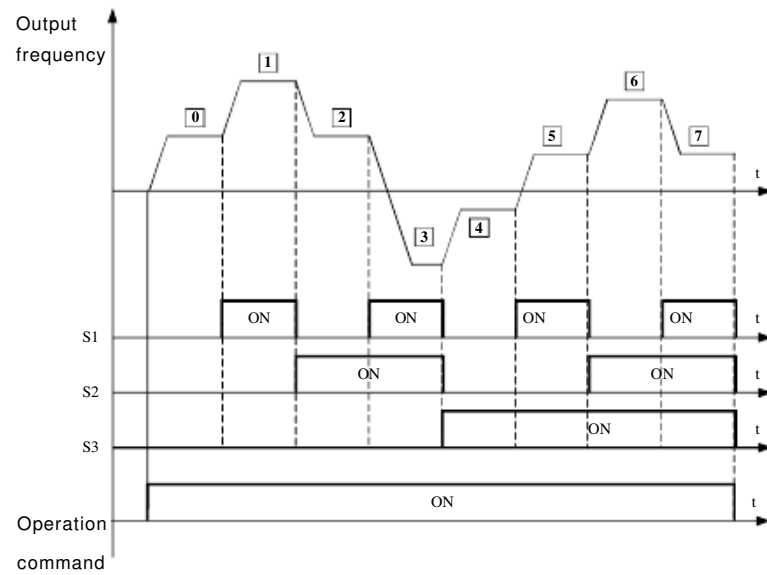 Output
frequency
1
6
0
2
5
7
t
3
4
ON
ON
ON
ON
t
S1
ON
ON
t
S2
ON
t
S3
ON
t
Operation
command